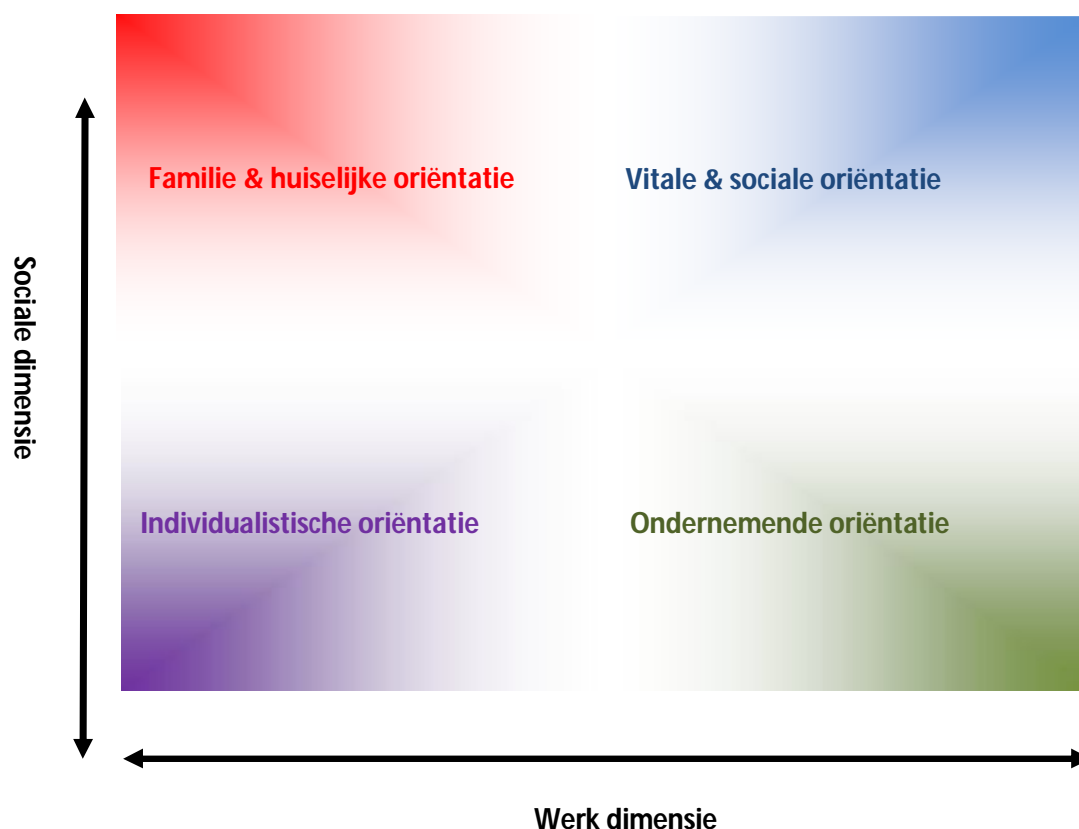 Familie & huiselijke oriëntatie
Vitale & sociale oriëntatie
Sociale dimensie
Individualistische oriëntatie
Ondernemende oriëntatie
Werk dimensie